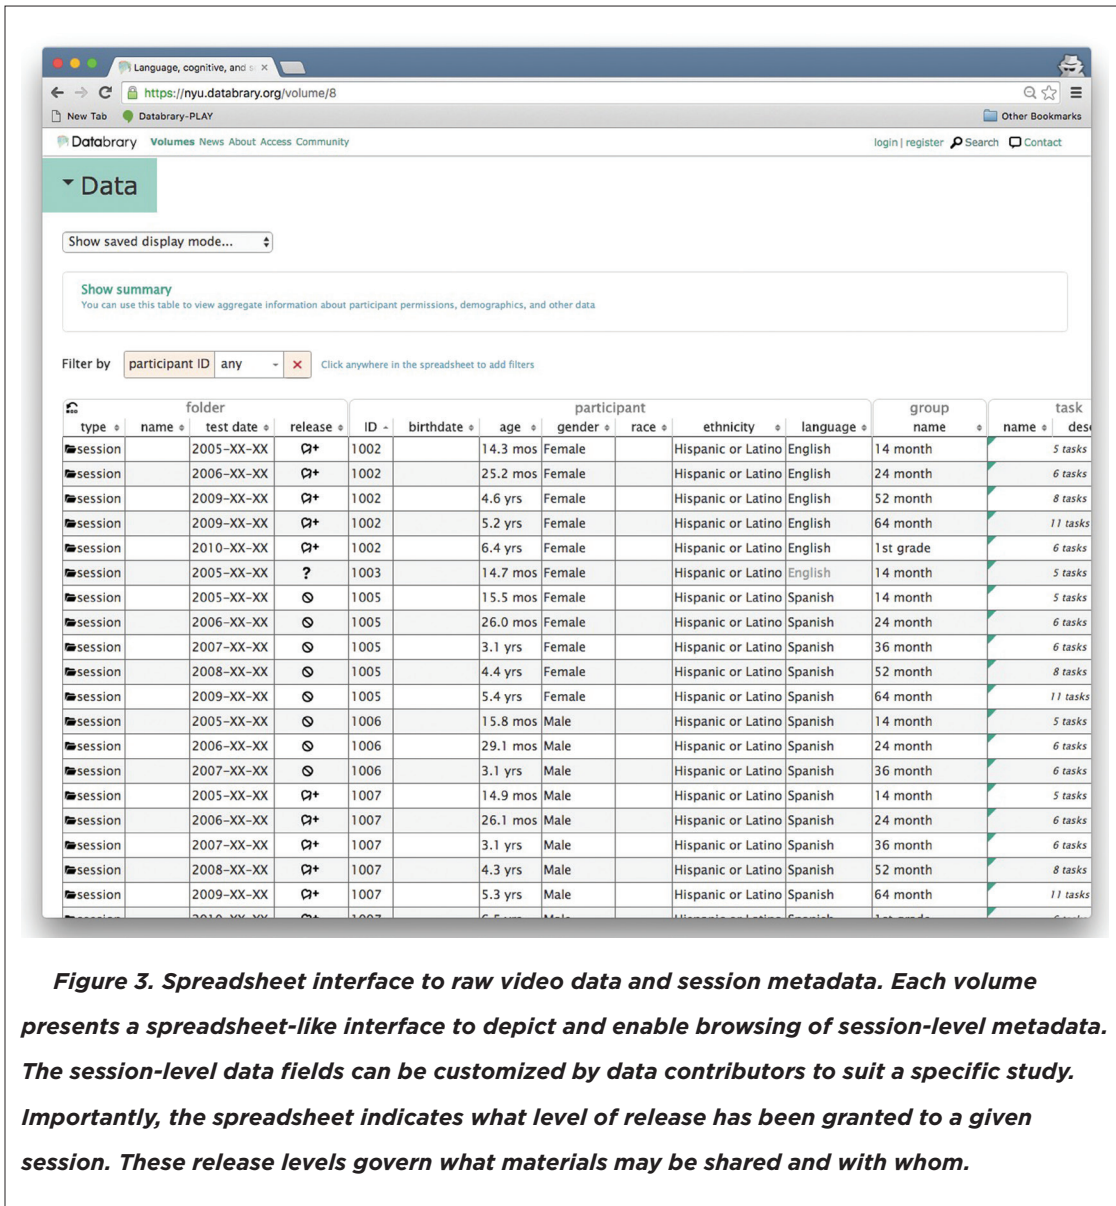 Language, cognitive, and s
https://nyu.databrary.org/volume/8
New Tab Databrary-PLAY Other Bookmarks
Databrary Volumes News About Access Community login | register Search Contact
Data
Show saved display mode...
Show summary
You can use this table to view aggregate information about participant permissions, demographics, and other data
Filter by participant ID any Click anywhere in the spreadsheet to add filters
folder participant group task
type name test date release ID birthdate age gender race ethnicity language name name desc
session 2005-XX-XX 1002 14.3 mos Female Hispanic or Latino English 14 month 5 tasks
session 2006-XX-XX 1002 25.2 mos Female Hispanic or Latino English 24 month 6 tasks
session 2009-XX-XX 1002 4.6 yrs Female Hispanic or Latino English 52 month 8 tasks
session 2009-XX-XX 1002 5.2 yrs Female Hispanic or Latino English 64 month 11 tasks
session 2010-XX-XX 1002 6.4 yrs Female Hispanic or Latino English 1st grade 6 tasks
session 2005-XX-XX ? 1003 14.7 mos Female Hispanic or Latino English 14 month 5 tasks
session 2005-XX-XX 1005 15.5 mos Female Hispanic or Latino Spanish 14 month 5 tasks
session 2006-XX-XX 1005 26.0 mos Female Hispanic or Latino Spanish 24 month 6 tasks
session 2007-XX-XX 1005 3.1 yrs Female Hispanic or Latino Spanish 36 month 6 tasks
session 2008-XX-XX 1005 4.4 yrs Female Hispanic or Latino Spanish 52 month 8 tasks
session 2009-XX-XX 1005 5.4 yrs Female Hispanic or Latino Spanish 64 month 11 tasks
session 2005-XX-XX 1006 15.8 mos Male Hispanic or Latino Spanish 14 month 5 tasks
session 2006-XX-XX 1006 29.1 mos Male Hispanic or Latino Spanish 24 month 6 tasks
session 2007-XX-XX 1006 3.1 yrs Male Hispanic or Latino Spanish 36 month 6 tasks
session 2005-XX-XX 1007 14.9 mos Male Hispanic or Latino Spanish 14 month 5 tasks
session 2006-XX-XX 1007 26.1 mos Male Hispanic or Latino Spanish 24 month 6 tasks
session 2007-XX-XX 1007 3.1 yrs Male Hispanic or Latino Spanish 36 month 6 tasks
session 2008-XX-XX 1007 4.3 yrs Male Hispanic or Latino Spanish 52 month 8 tasks
session 2009-XX-XX 1007 5.3 yrs Male Hispanic or Latino Spanish 64 month 11 tasks
Figure 3. Spreadsheet interface to raw video data and session metadata. Each volume
presents a spreadsheet-like interface to depict and enable browsing of session-level metadata.
The session-level data fields can be customized by data contributors to suit a specific study.
Importantly, the spreadsheet indicates what level of release has been granted to a given
session. These release levels govern what materials may be shared and with whom.